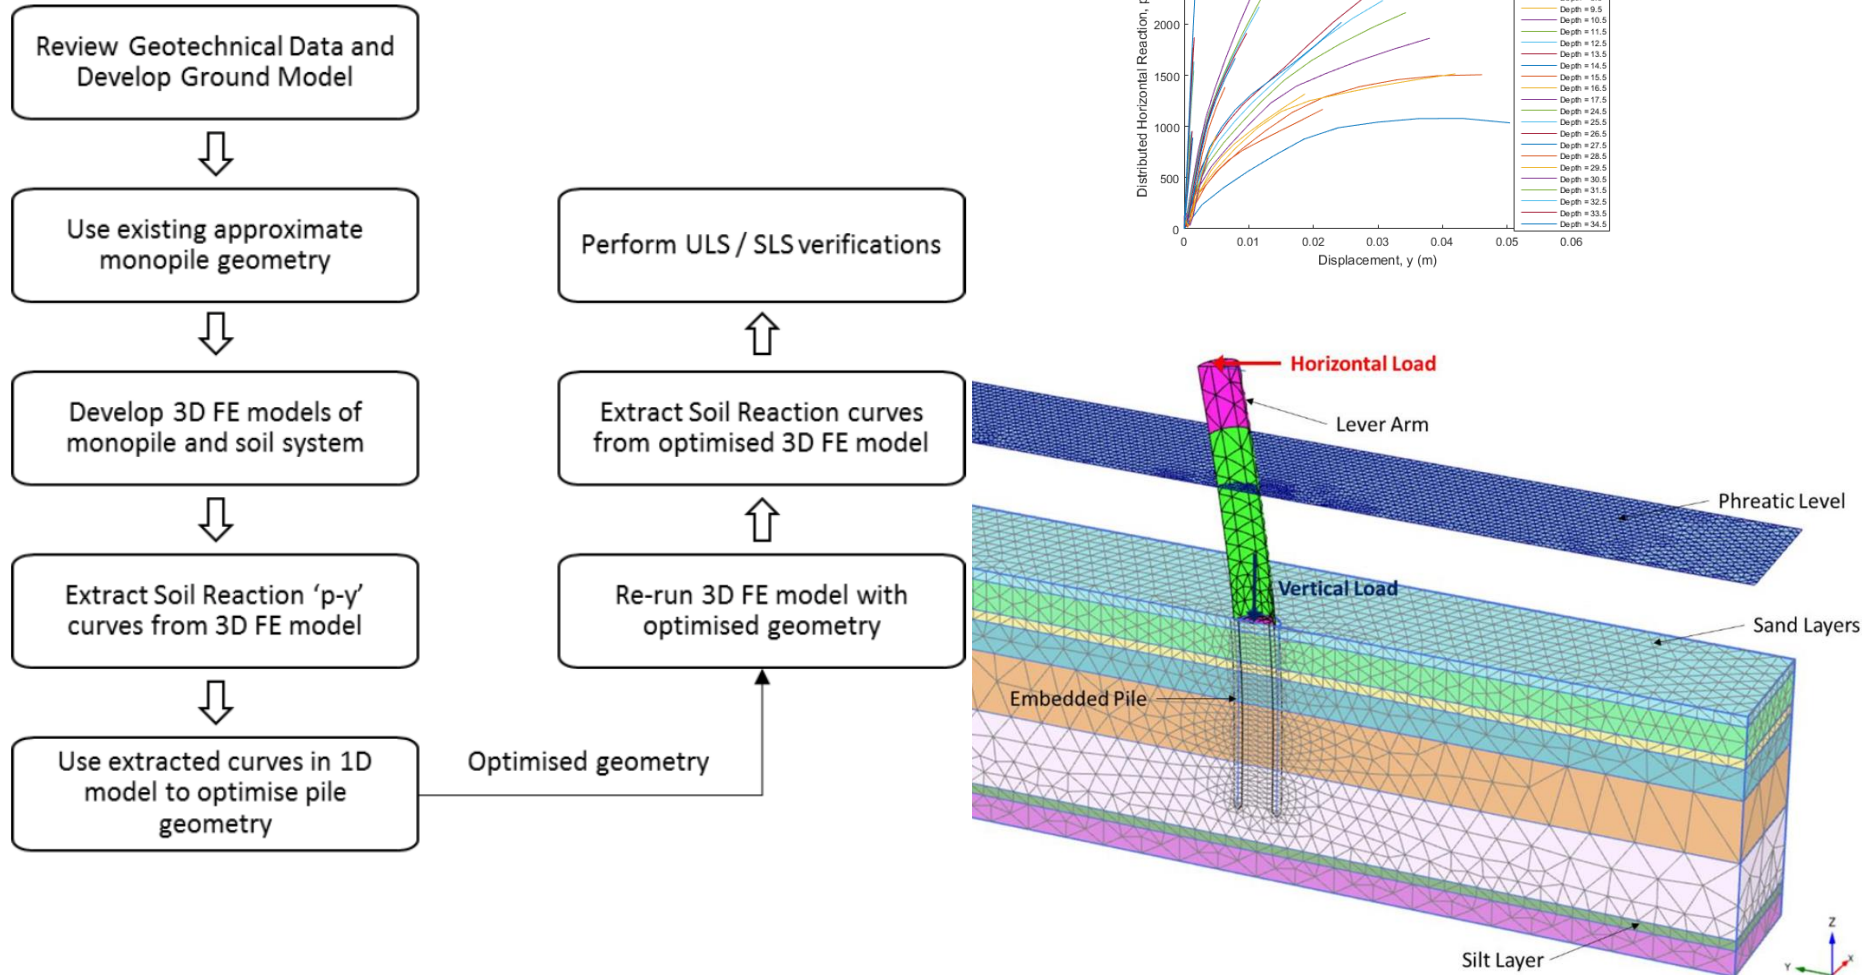 Review Geotechnical Data and
Develop Ground Model
Use existing approximate
monopile geometry
Develop 3D FE models of
monopile and soil system
Extract Soil Reaction ‘p-y’
curves from 3D FE model
Use extracted curves in 1D
model to optimise pile
geometry
Optimised geometry
Re-run 3D FE model with
optimised geometry
Extract Soil Reaction curves
from optimised 3D FE model
Perform ULS / SLS verifications
Distributed Horizontal Reaction, p
2000
1500
1000
500
0
0
0.01
0.02
0.03
0.04
0.05
0.06
Displacement, y (m)
Depth = 9.5
Depth = 10.5
Depth = 11.5
Depth = 12.5
Depth = 13.5
Depth = 14.5
Depth = 15.5
Depth = 16.5
Depth = 17.5
Depth = 24.5
Depth = 25.5
Depth = 26.5
Depth = 27.5
Depth = 28.5
Depth = 29.5
Depth = 30.5
Depth = 31.5
Depth = 32.5
Depth = 33.5
Depth = 34.5
Horizontal Load
Lever Arm
Phreatic Level
Vertical Load
Sand Layers
Embedded Pile
Silt Layer
Z
Y
X